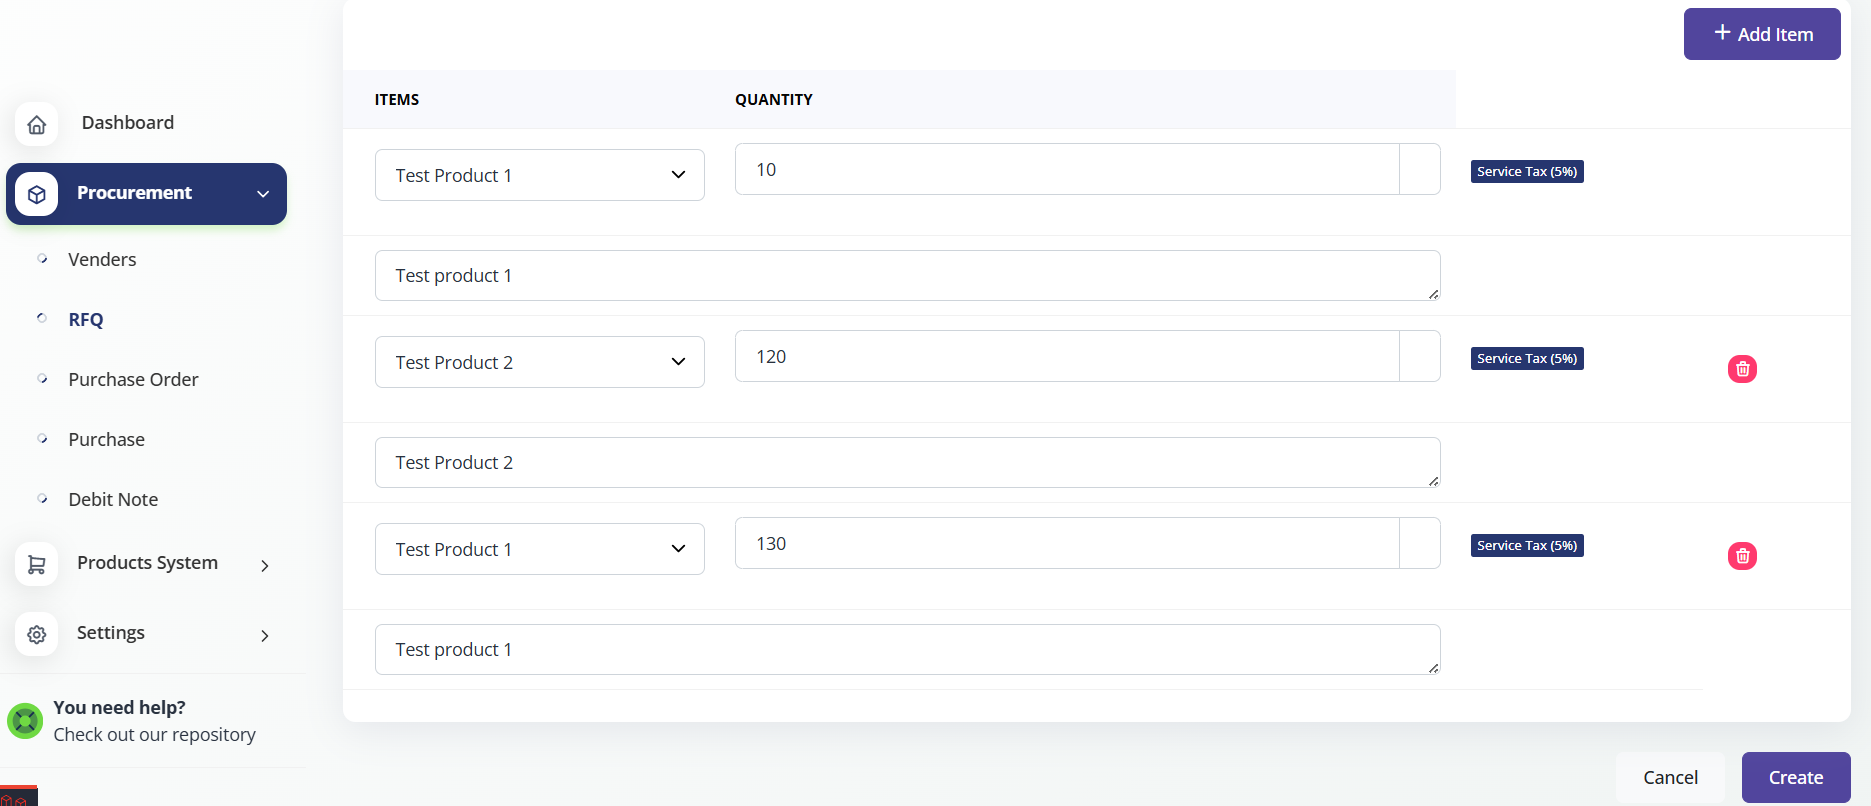 Add Item
ITEMS QUANTITY
Dashboard
Test Product 1 10 Service Tax (5%)
Procurement
Venders
Test product 1
RFQ
Test Product 2 120 Service Tax (5%)
Purchase Order
Purchase
Test Product 2
Debit Note
Test Product 1 130 Service Tax (5%)
Products System
Settings
Test product 1
You need help?
Check out our repository
Cancel Create